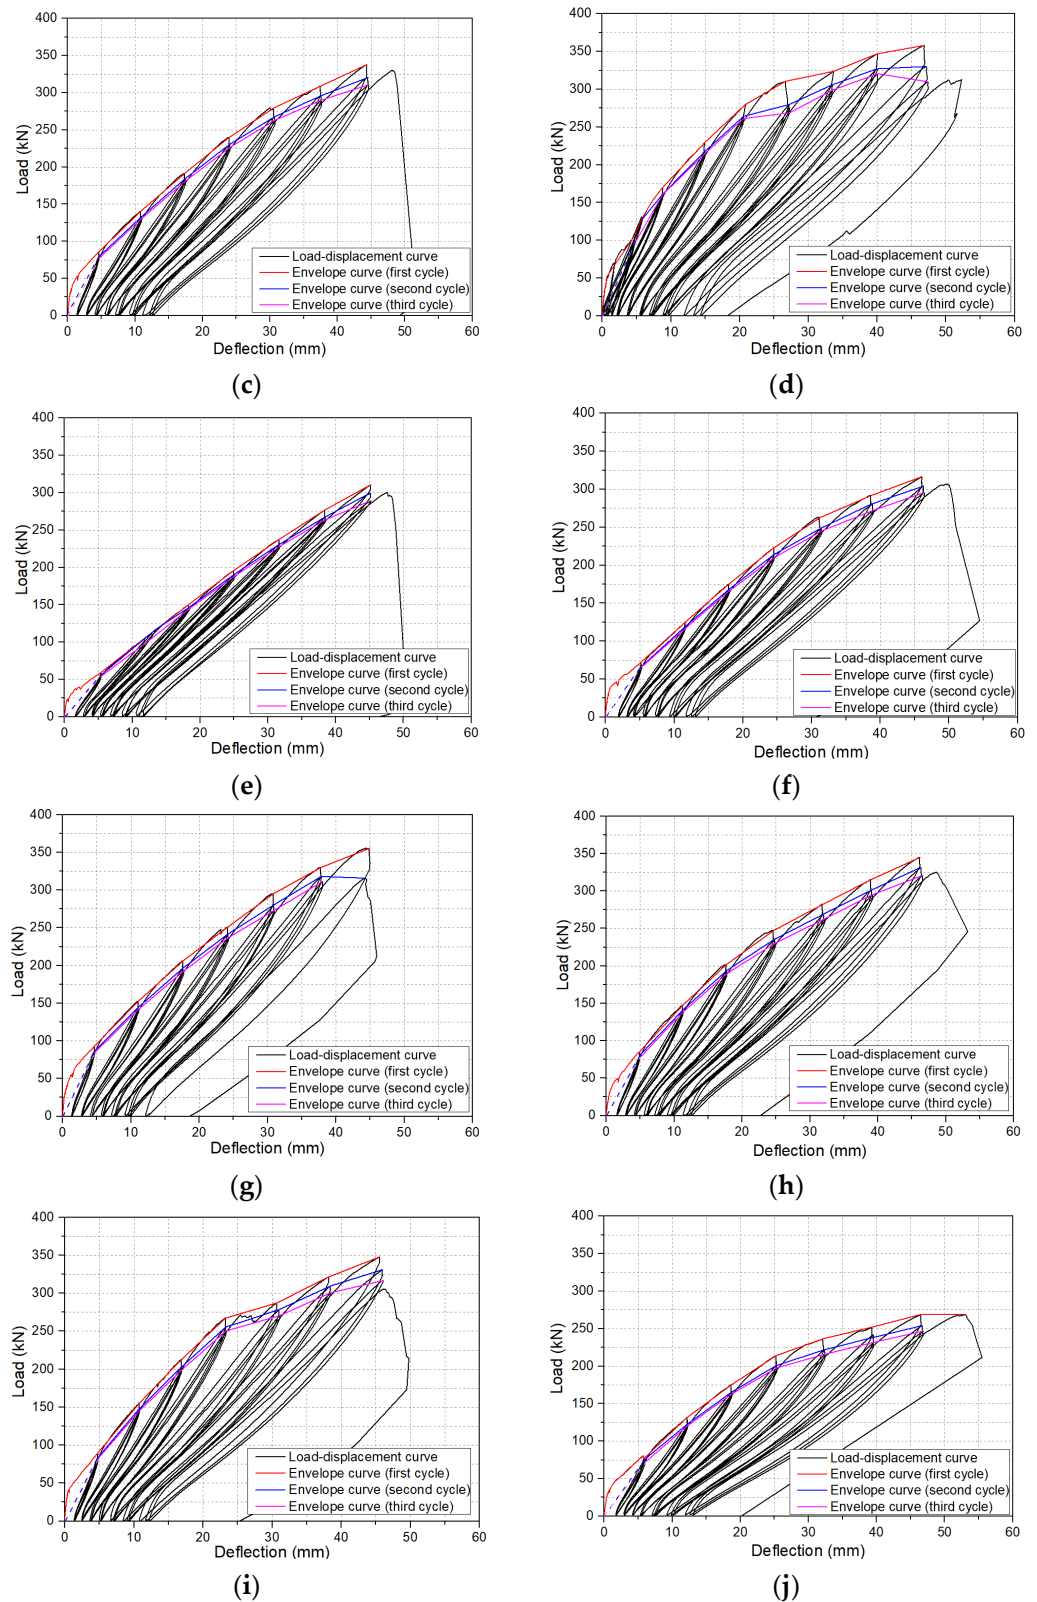 400
350
300
250
200
150
100
50
0
Load (kN)
Load-displacement curve
Envelope curve (first cycle)
Envelope curve (second cycle)
Envelope curve (third cycle)
0 10 20 30 40 50 60
Deflection (mm)
(c)
400
350
300
250
200
150
100
50
0
Load (kN)
Load-displacement curve
Envelope curve (first cycle)
Envelope curve (second cycle)
Envelope curve (third cycle)
0 10 20 30 40 50 60
Deflection (mm)
(d)
400
350
300
250
200
150
100
50
0
Load (kN)
Load-displacement curve
Envelope curve (first cycle)
Envelope curve (second cycle)
Envelope curve (third cycle)
0 10 20 30 40 50 60
Deflection (mm)
(e)
400
350
300
250
200
150
100
50
0
Load (kN)
Load-displacement curve
Envelope curve (first cycle)
Envelope curve (second cycle)
Envelope curve (third cycle)
0 10 20 30 40 50 60
Deflection (mm)
(f)
400
350
300
250
200
150
100
50
0
Load (kN)
Load-displacement curve
Envelope curve (first cycle)
Envelope curve (second cycle)
Envelope curve (third cycle)
0 10 20 30 40 50 60
Deflection (mm)
(g)
400
350
300
250
200
150
100
50
0
Load (kN)
Load-displacement curve
Envelope curve (first cycle)
Envelope curve (second cycle)
Envelope curve (third cycle)
0 10 20 30 40 50 60
Deflection (mm)
(h)
400
350
300
250
200
150
100
50
0
Load (kN)
Load-displacement curve
Envelope curve (first cycle)
Envelope curve (second cycle)
Envelope curve (third cycle)
0 10 20 30 40 50 60
Deflection (mm)
(i)
400
350
300
250
200
150
100
50
0
Load (kN)
Load-displacement curve
Envelope curve (first cycle)
Envelope curve (second cycle)
Envelope curve (third cycle)
0 10 20 30 40 50 60
Deflection (mm)
(j)